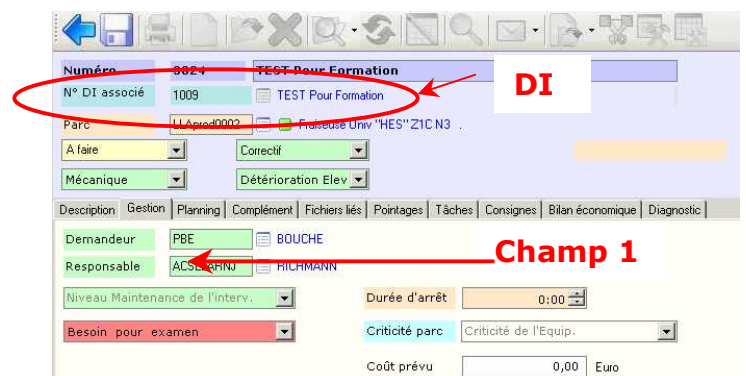 Numéro 0024 TEST Pour Formation
N° DI associé 1009 TEST Pour Formation
DI
Parc LLAprod0002 Fraiseuse Univ "HES" Z1C N3 .
A faire Correctif
Mécanique Détérioration Elev
Description Gestion Planning Complément Fichiers liés Pointages Tâches Consignes Bilan économique Diagnostic
Demandeur PBE BOUCHE
Champ 1
Responsable RICHMANN
Niveau Maintenance de l'interv. Durée d'arrêt 0:00
Besoin pour examen Criticité parc Criticité de l'Equip.
Coût prévu 0,00 Euro